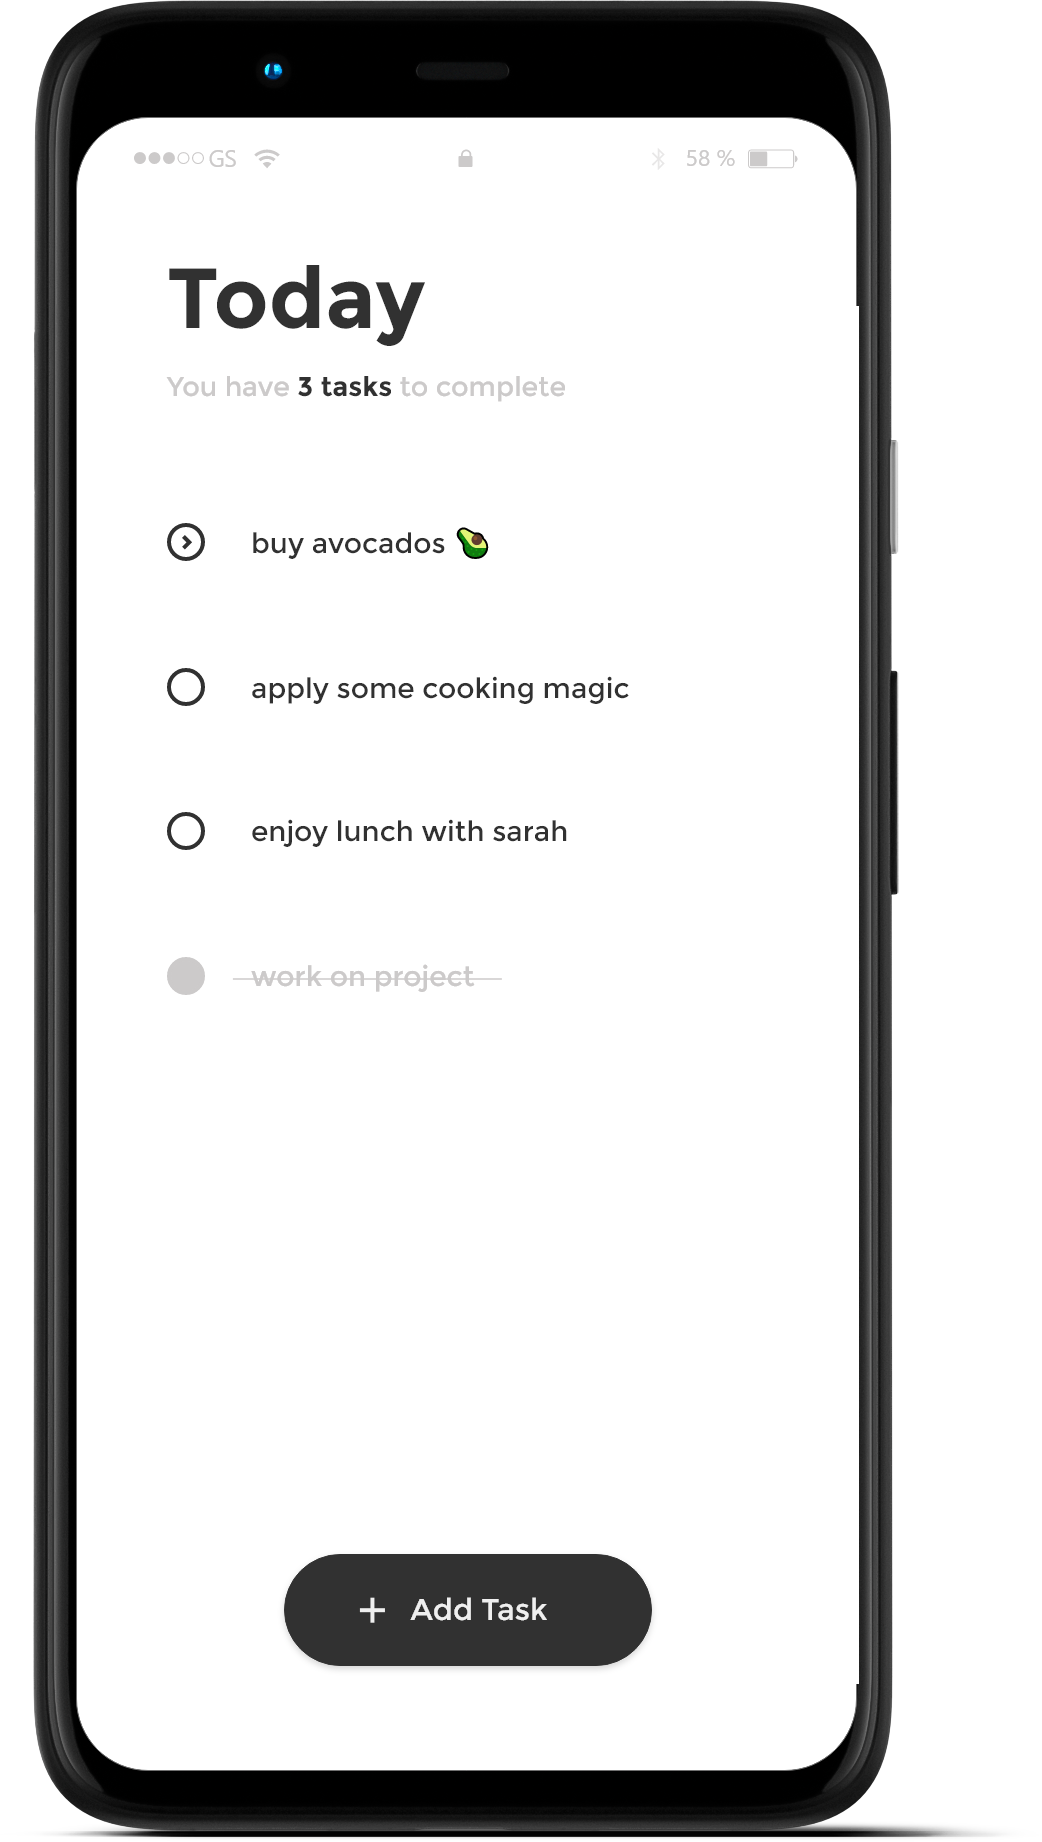 GS 58 %
Today
You have 3 tasks to complete
buy avocados 🥑
apply some cooking magic
enjoy lunch with sarah
work on project
+ Add Task